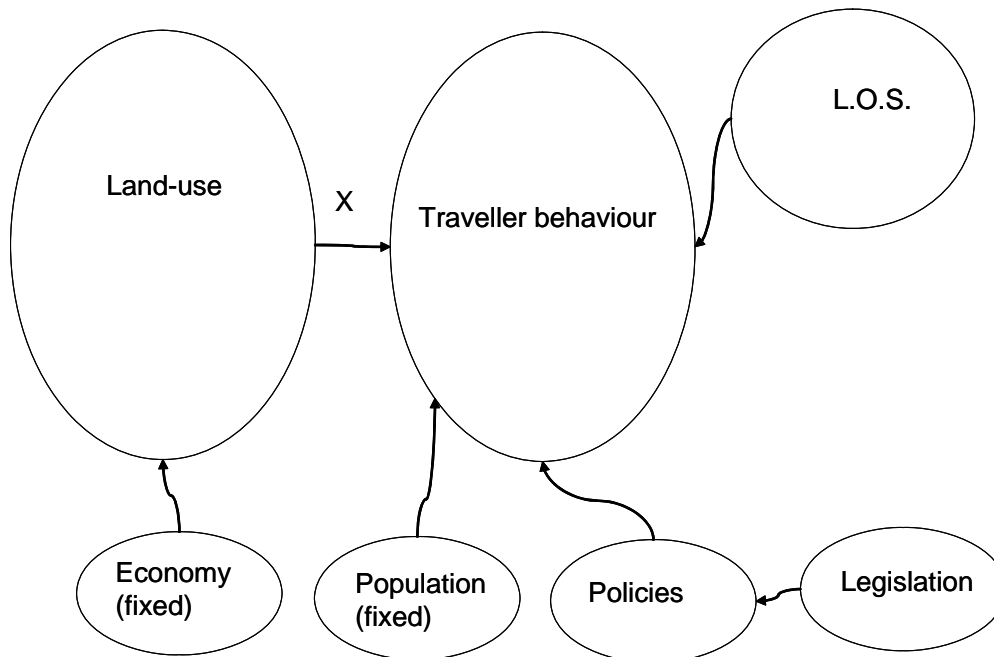 L.O.S.
Land-use
X
Traveller behaviour
Economy
(fixed)
Population
(fixed)
Policies
Legislation